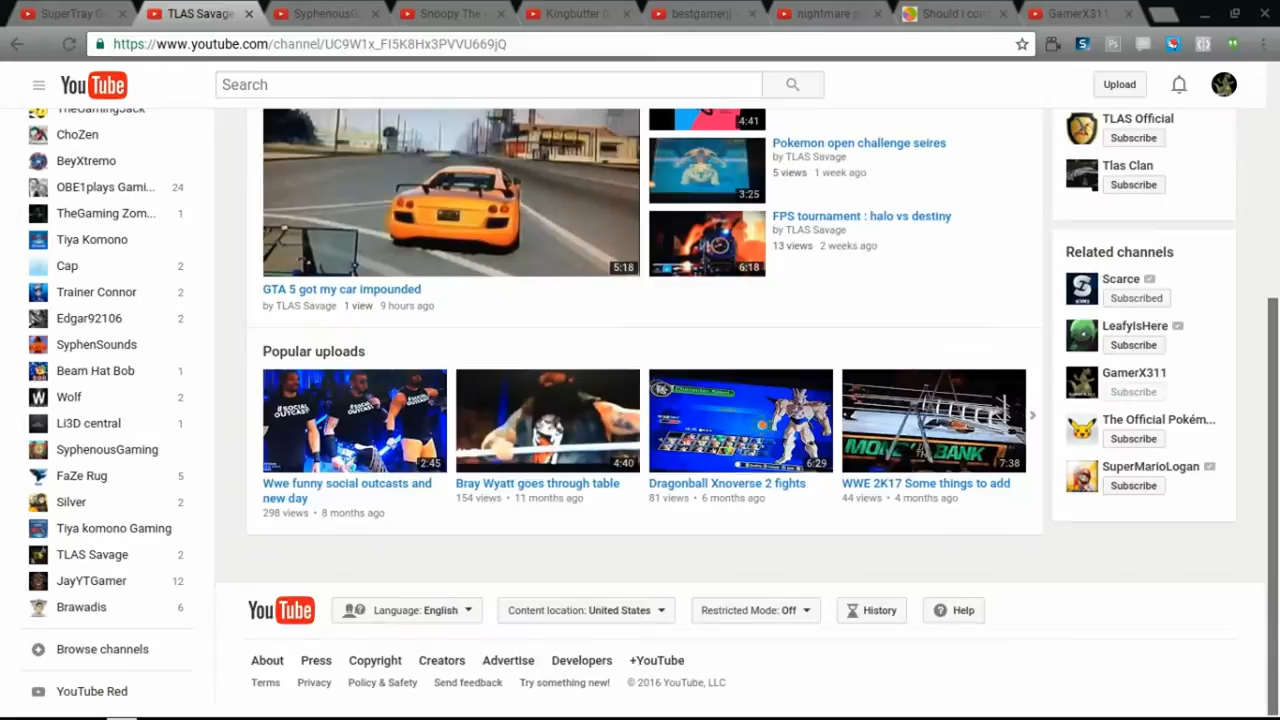 SuperTray G
TLAS Savage
SyphenousG
Snoopy The
Kingbutter G
bestgamerjj
nightmare p
Should I com
GamerX311
https://www.youtube.com/channel/UC9W1x_FI5K8Hx3PVVU669jQ
YouTube
Search
Upload
TheGamingJack
ChoZen
BeyXtremo
OBE1plays Gami... 24
TheGaming Zom... 1
Tiya Komono
Cap 2
Trainer Connor 2
Edgar92106 2
SyphenSounds
Beam Hat Bob 1
Wolf 2
Li3D central 1
SyphenousGaming
FaZe Rug 5
Silver 2
Tiya komono Gaming
TLAS Savage 2
JayYTGamer 12
Brawadis 6
Browse channels
YouTube Red
5:18
GTA 5 got my car impounded
by TLAS Savage 1 view 9 hours ago
4:41
3:25
Pokemon open challenge seires
by TLAS Savage
5 views 1 week ago
6:18
FPS tournament : halo vs destiny
by TLAS Savage
13 views 2 weeks ago
Popular uploads
2:45
Wwe funny social outcasts and
new day
298 views • 8 months ago
4:40
Bray Wyatt goes through table
154 views • 11 months ago
6:29
Dragonball Xnoverse 2 fights
81 views • 6 months ago
7:38
WWE 2K17 Some things to add
44 views • 4 months ago
TLAS Official
Subscribe
Tlas Clan
Subscribe
Related channels
Scarce
Subscribed
LeafyIsHere
Subscribe
GamerX311
Subscribe
The Official Pokém...
Subscribe
SuperMarioLogan
Subscribe
YouTube
Language: English
Content location: United States
Restricted Mode: Off
History
Help
About Press Copyright Creators Advertise Developers +YouTube
Terms Privacy Policy & Safety Send feedback Try something new! © 2016 YouTube, LLC